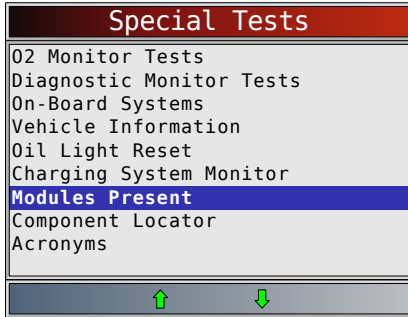 Special Tests
O2 Monitor Tests
Diagnostic Monitor Tests
On-Board Systems
Vehicle Information
Oil Light Reset
Charging System Monitor
Modules Present
Component Locator
Acronyms